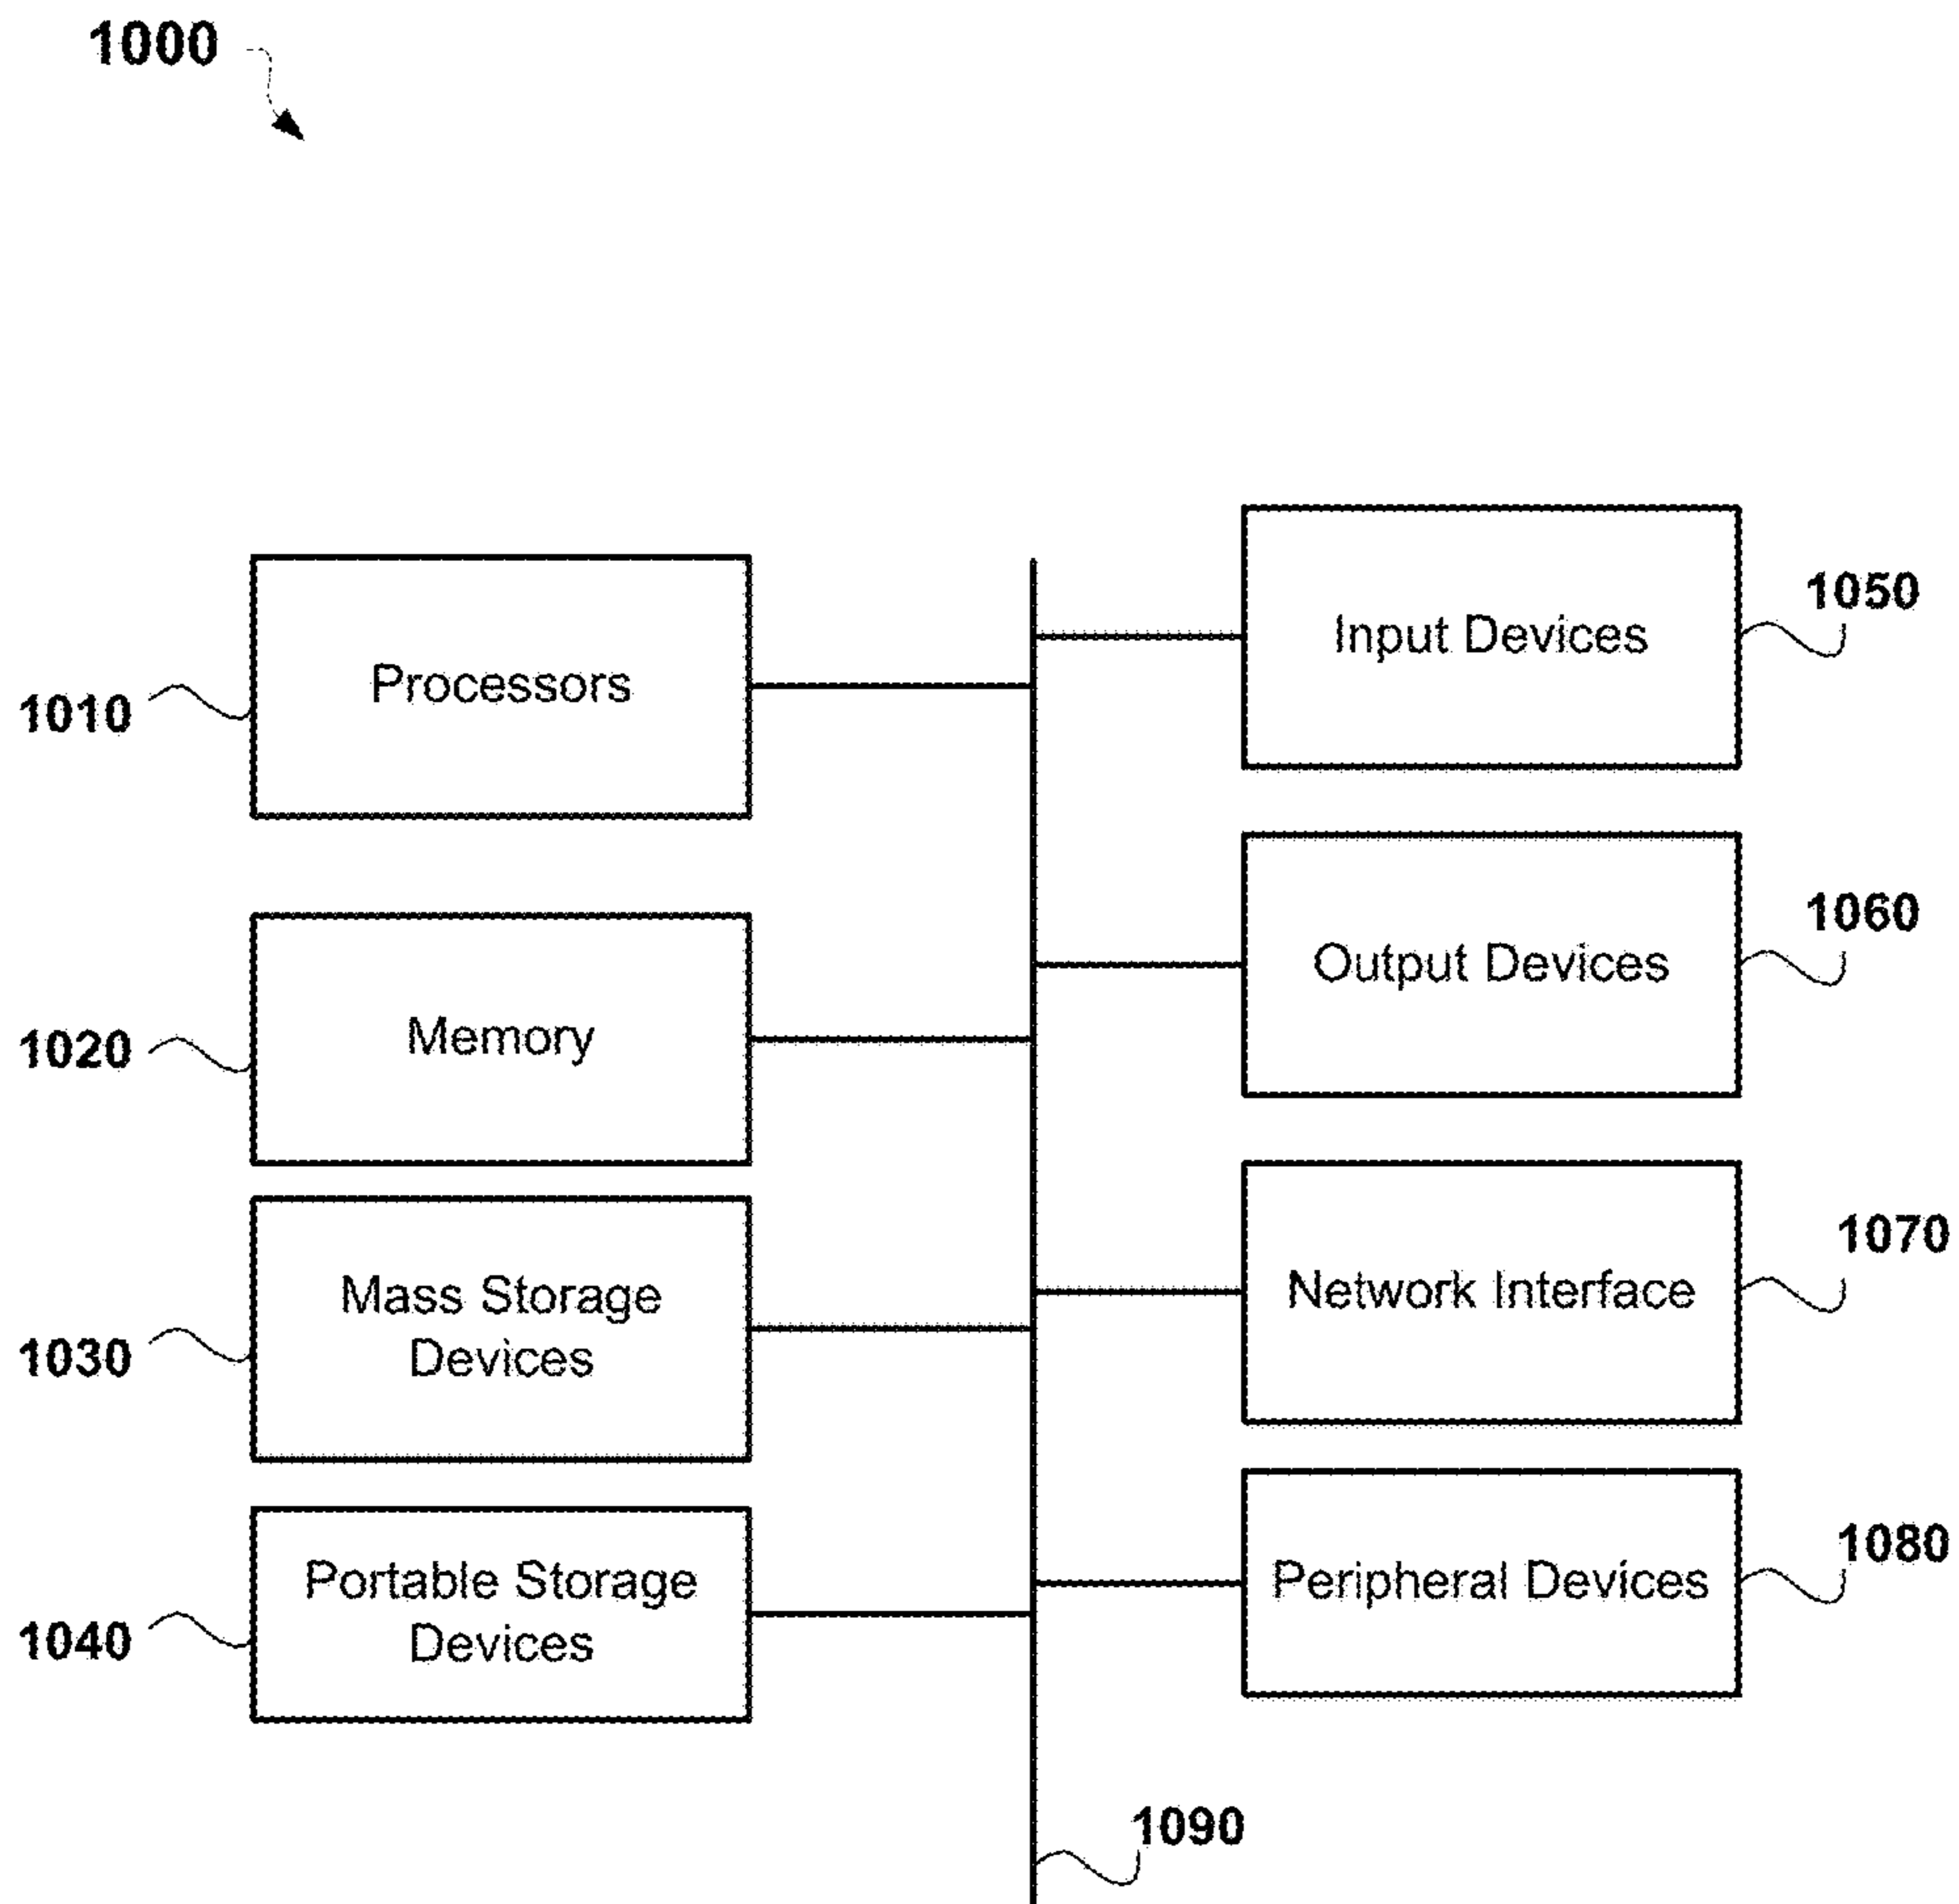 1000
Processors
1010
Memory
1020
Mass Storage
Devices
1030
Portable Storage
Devices
1040
Input Devices
1050
Output Devices
1060
Network Interface
1070
Peripheral Devices
1080
1090